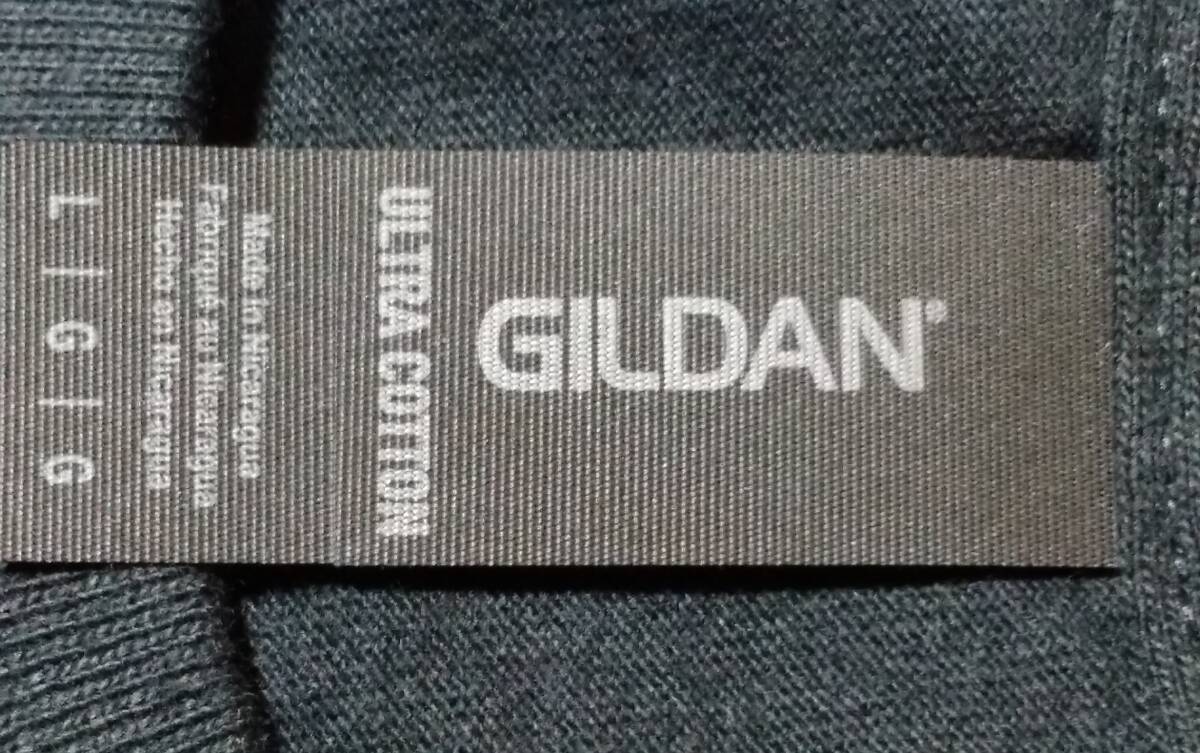 GILDAN®
ULTRA COTTON
Made in Nicaragua
Fabriqué au Nicaragua
Hecho en Nicaragua
L | G | G